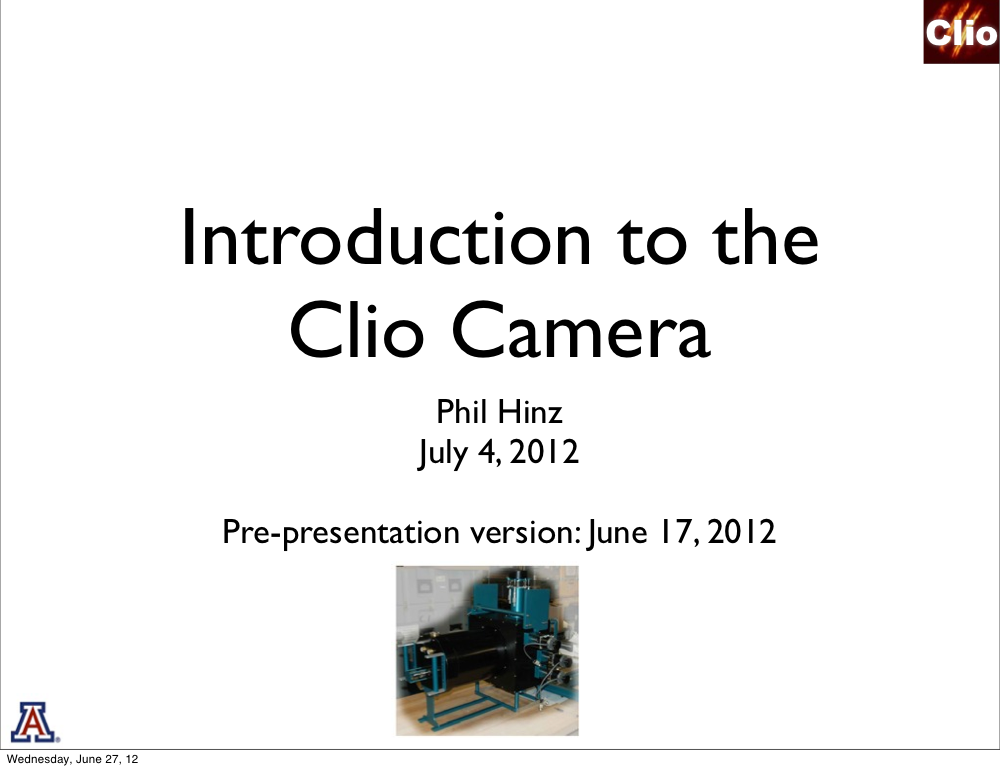 Clio
Introduction to the
Clio Camera
Phil Hinz
July 4, 2012
Pre-presentation version: June 17, 2012
A
Wednesday, June 27, 12